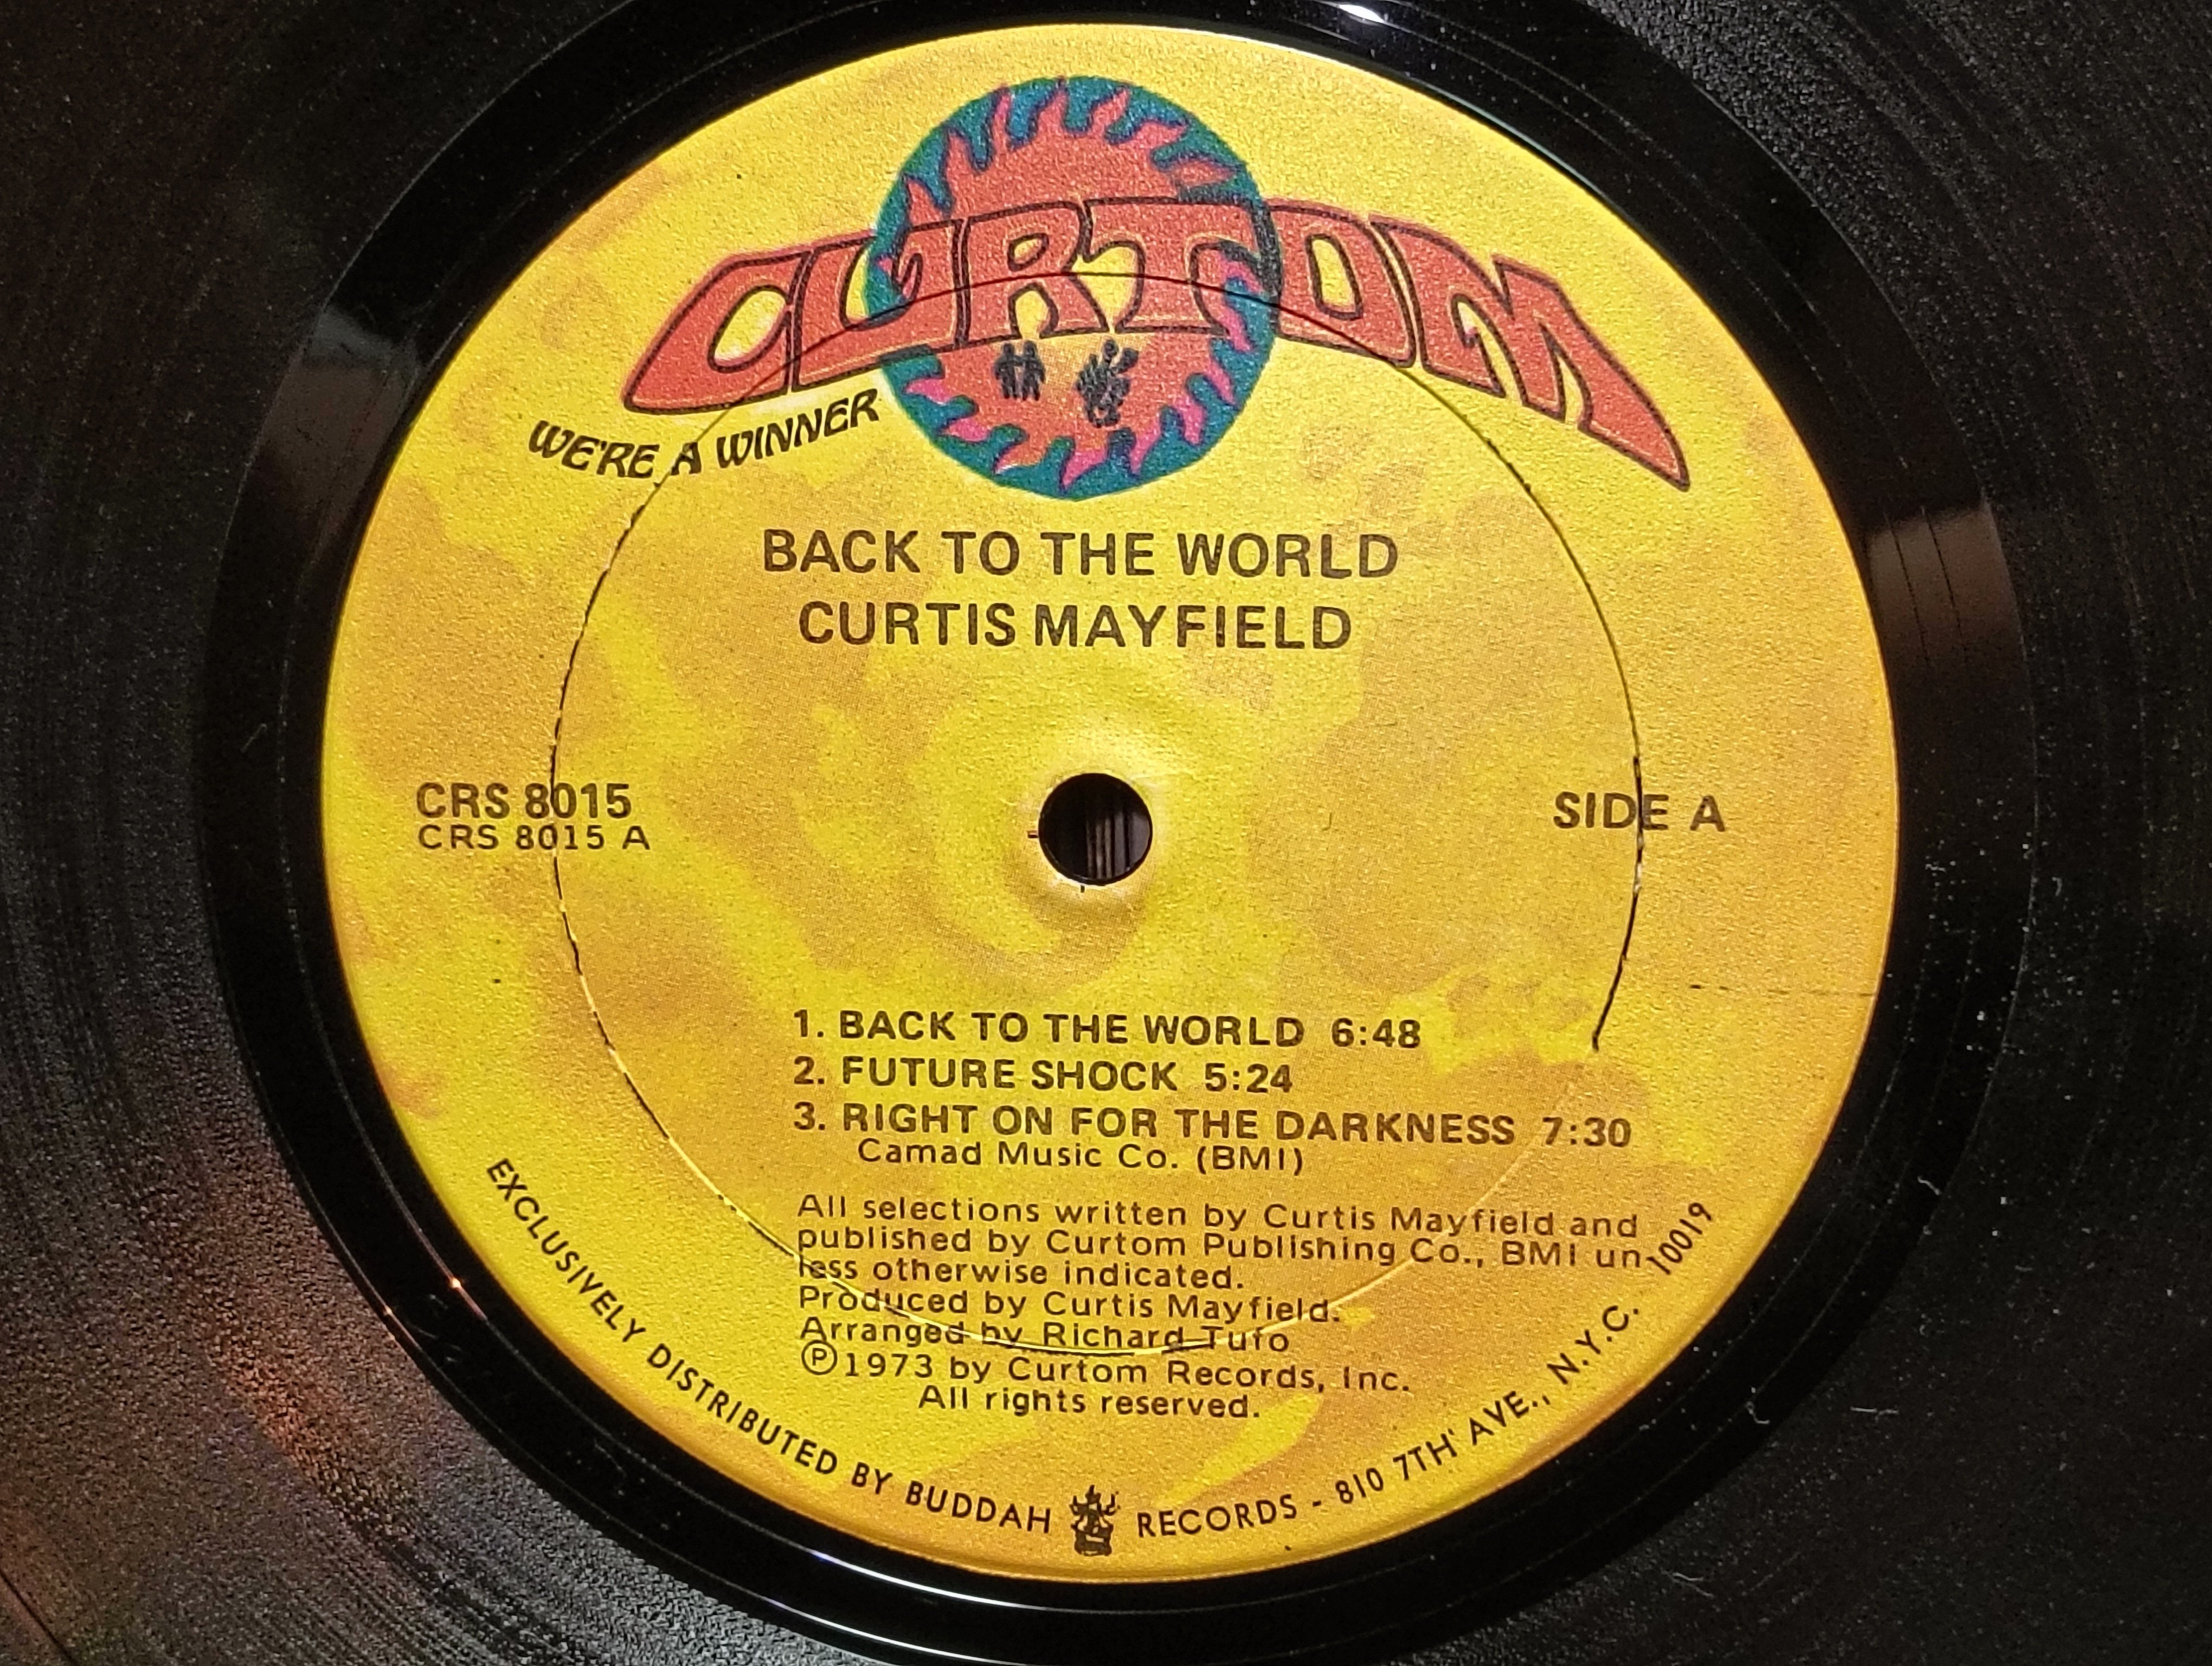 CURTOM
WE'RE A WINNER
BACK TO THE WORLD
CURTIS MAYFIELD
CRS 8015
CRS 8015 A
SIDE A
1. BACK TO THE WORLD 6:48
2. FUTURE SHOCK 5:24
3. RIGHT ON FOR THE DARKNESS 7:30
Camad Music Co. (BMI)
All selections written by Curtis Mayfield and
published by Curtom Publishing Co., BMI un-
less otherwise indicated.
Produced by Curtis Mayfield.
Arranged by Richard Tufo
Ⓟ1973 by Curtom Records, Inc.
All rights reserved.
EXCLUSIVELY DISTRIBUTED BY BUDDAH RECORDS - 810 7TH AVE., N.Y.C. 10019